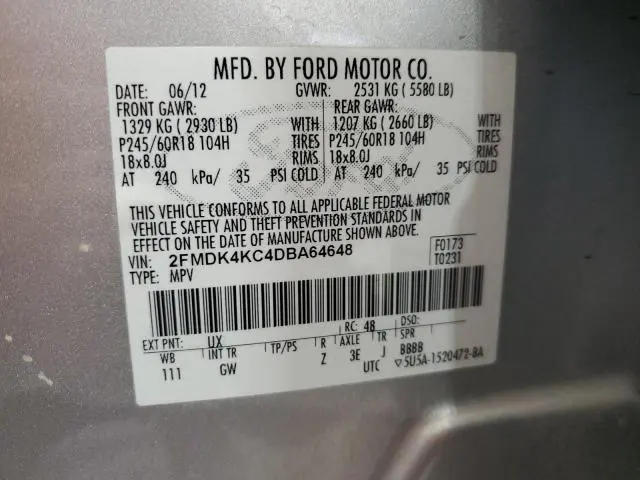 MFD. BY FORD MOTOR CO.
DATE: 06/12 GVWR: 2531 KG ( 5580 LB)
FRONT GAWR: REAR GAWR:
1329 KG ( 2930 LB) WITH 1207 KG ( 2660 LB) WITH
P245/60R18 104H TIRES P245/60R18 104H TIRES
18x8.0J RIMS 18x8.0J RIMS
AT 240 kPa/ 35 PSI COLD AT 240 kPa/ 35 PSI COLD
THIS VEHICLE CONFORMS TO ALL APPLICABLE FEDERAL MOTOR
VEHICLE SAFETY AND THEFT PREVENTION STANDARDS IN
EFFECT ON THE DATE OF MANUFACTURE SHOWN ABOVE.
VIN: 2FMDK4KC4DBA64648 F0173
TYPE: MPV T0231
EXT PNT: UX RC: 48 DSO:
WB INT TR TP/PS R AXLE TR SPR
111 GW Z 3E J BBBB
UTC ▽5U5A-1520472-BA